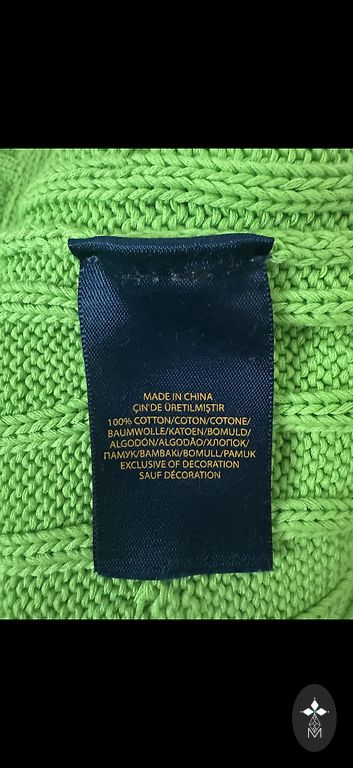 MADE IN CHINA
ÇİN'DE ÜRETİLMİŞTİR
100% COTTON/COTON/COTONE/
BAUMWOLLE/KATOEN/BOMULD/
ALGODÓN/ALGODÃO/ХЛОПОК/
ПАМУК/BAMBAKI/BOMULL/PAMUK
EXCLUSIVE OF DECORATION
SAUF DÉCORATION
M